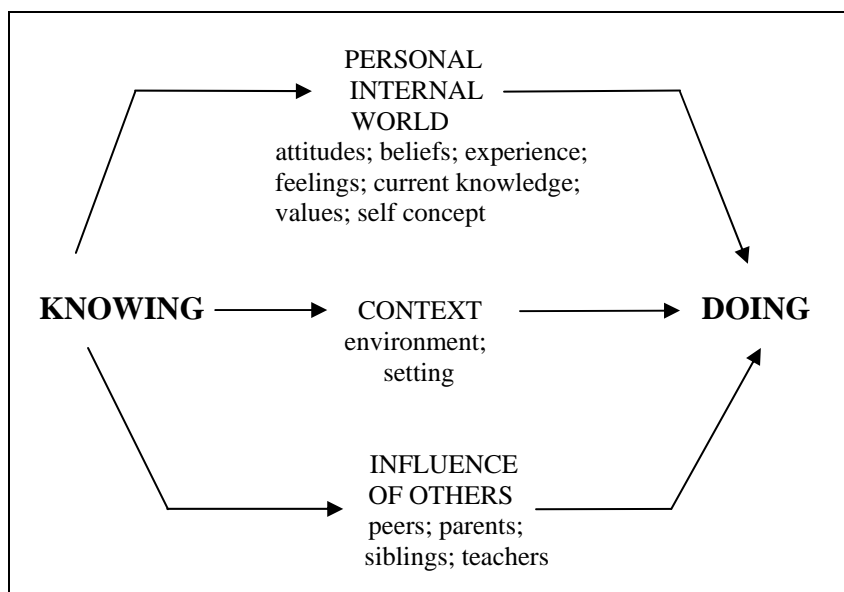 PERSONAL
INTERNAL
WORLD
attitudes; beliefs; experience;
feelings; current knowledge;
values; self concept
KNOWING
CONTEXT
environment;
setting
DOING
INFLUENCE
OF OTHERS
peers; parents;
siblings; teachers